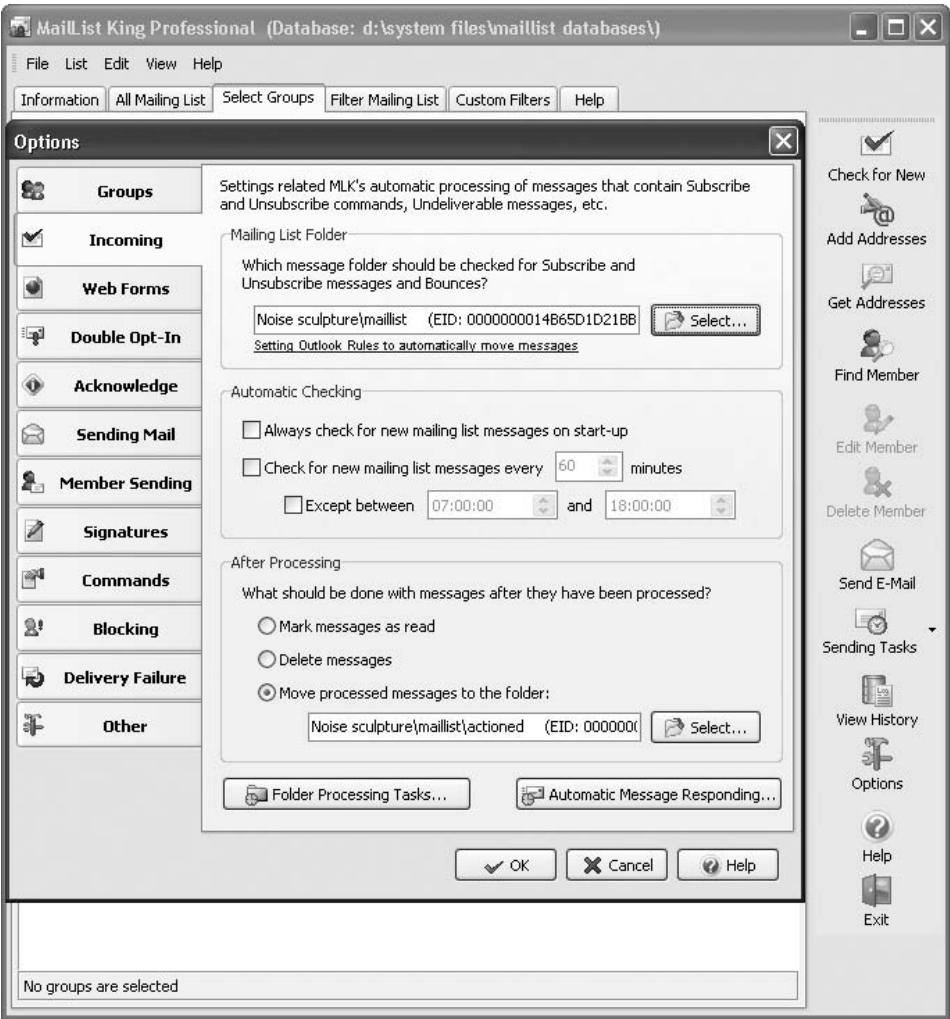 MailList King Professional (Database: d:\system files\maillist databases\)
File List Edit View Help
Information All Mailing List Select Groups Filter Mailing List Custom Filters Help
Options
Groups
Incoming
Web Forms
Double Opt-In
Acknowledge
Sending Mail
Member Sending
Signatures
Commands
Blocking
Delivery Failure
Other
Settings related MLK's automatic processing of messages that contain Subscribe
and Unsubscribe commands, Undeliverable messages, etc.
Mailing List Folder
Which message folder should be checked for Subscribe and
Unsubscribe messages and Bounces?
Noise sculpture\maillist (EID: 0000000014B65D1D21BB Select...
Setting Outlook Rules to automatically move messages
Automatic Checking
Always check for new mailing list messages on start-up
Check for new mailing list messages every 60 minutes
Except between 07:00:00 and 18:00:00
After Processing
What should be done with messages after they have been processed?
Mark messages as read
Delete messages
Move processed messages to the folder:
Noise sculpture\maillist\actioned (EID: 000000( Select...
Folder Processing Tasks... Automatic Message Responding...
OK Cancel Help
Check for New
Add Addresses
Get Addresses
Find Member
Edit Member
Delete Member
Send E-Mail
Sending Tasks
View History
Options
Help
Exit
No groups are selected